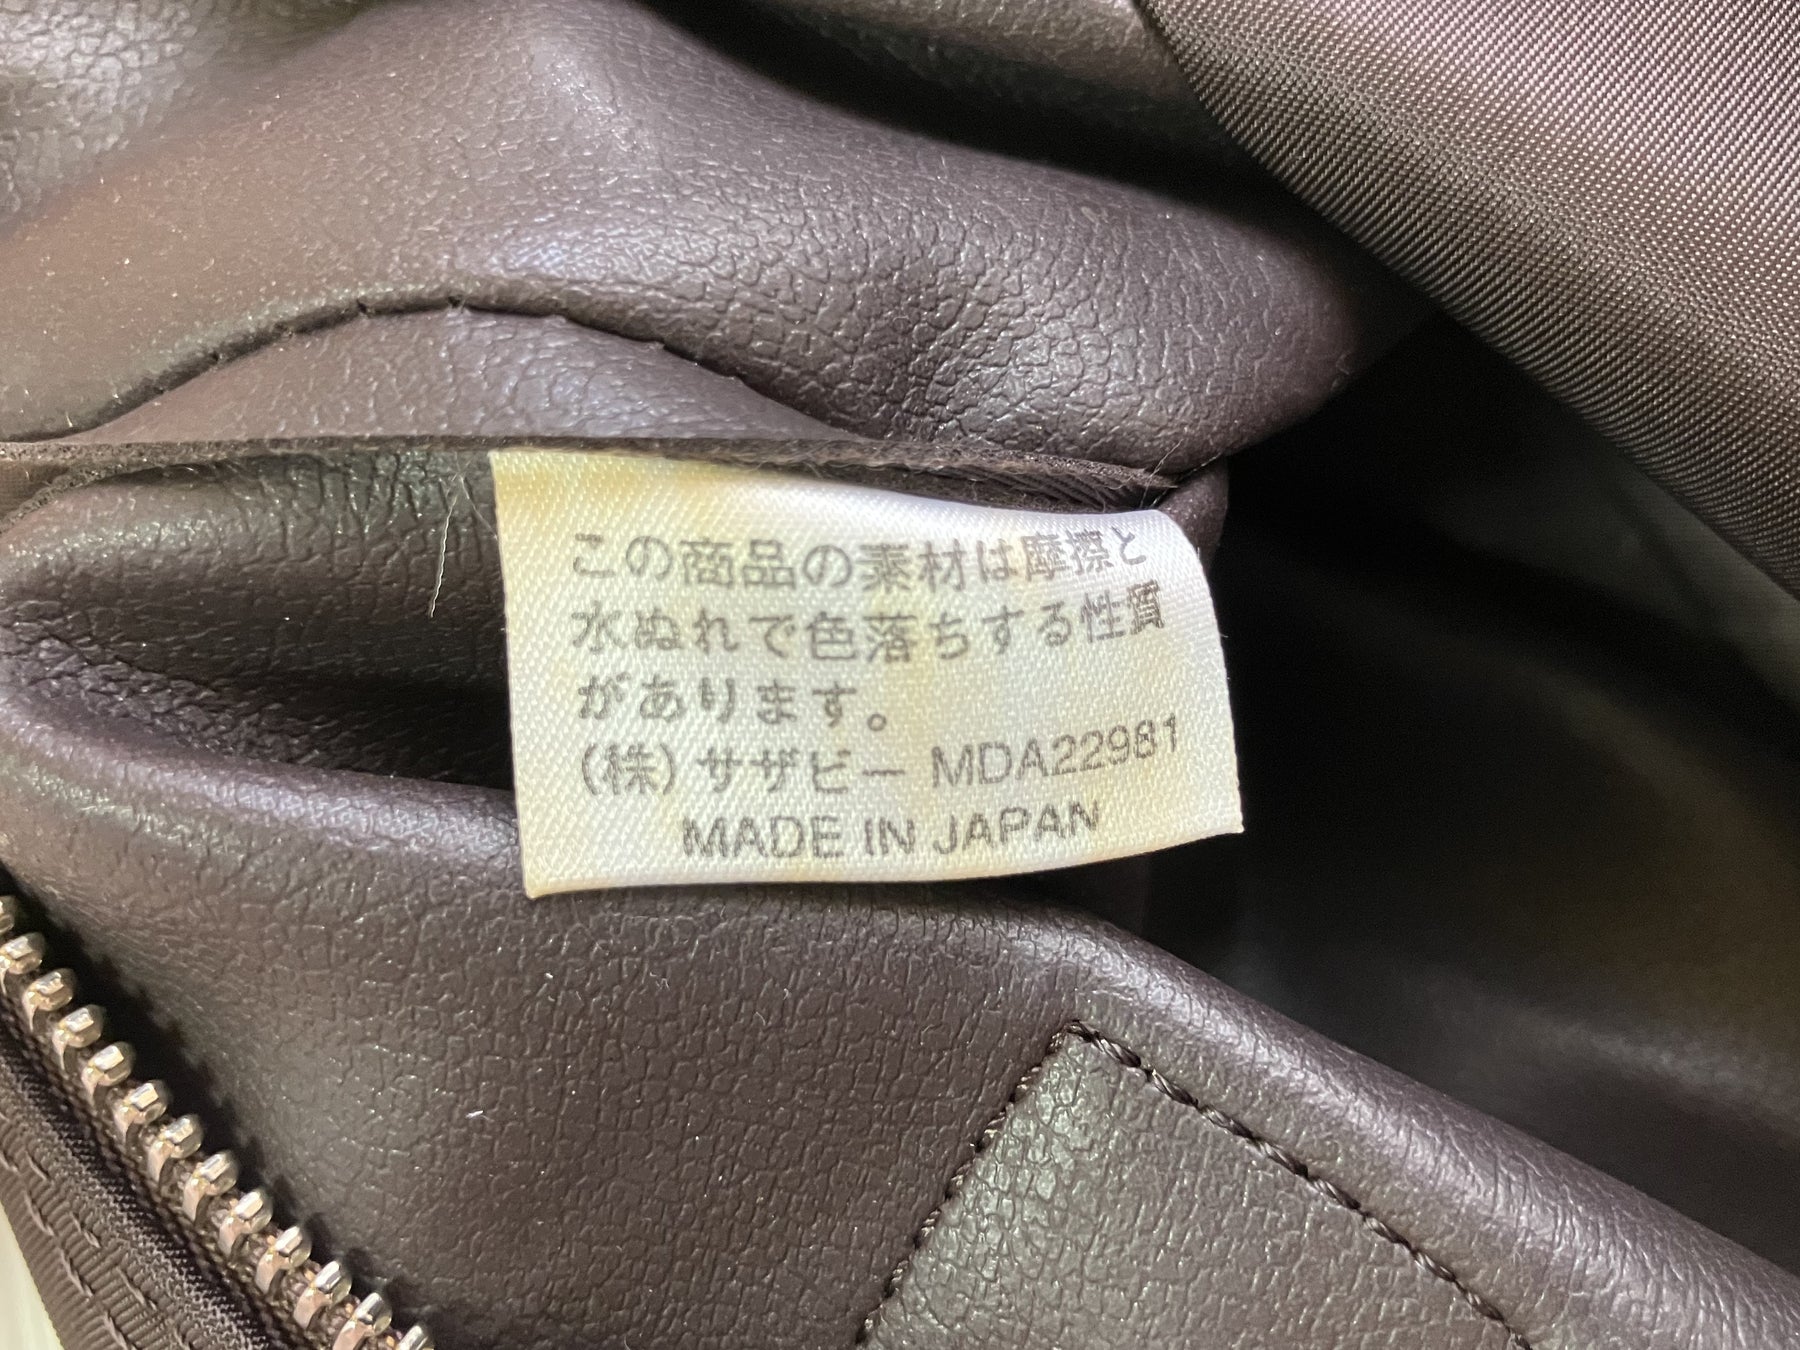 この商品の素材は摩擦と
水ぬれで色落ちする性質
があります。
(株)サザビー MDA22981
MADE IN JAPAN